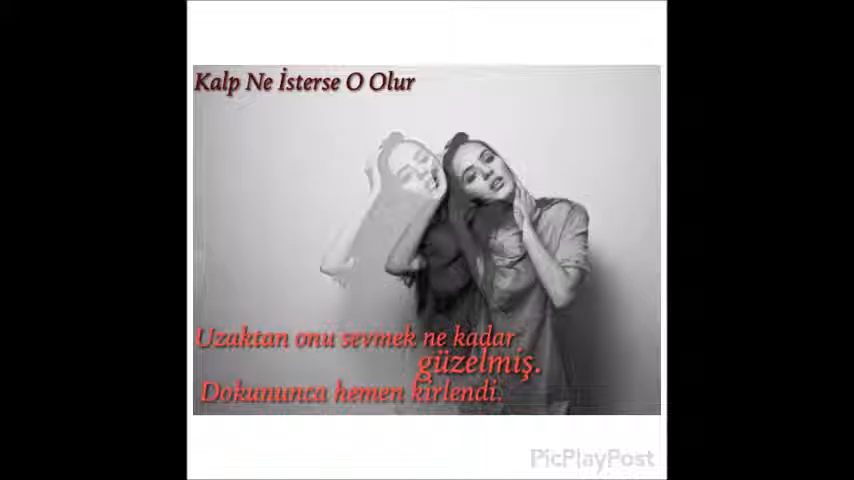 Kalp Ne İsterse O Olur
Uzaktan onu sevmek ne kadar
güzelmiş.
Dokununca hemen kirlendi.
PicPlayPost